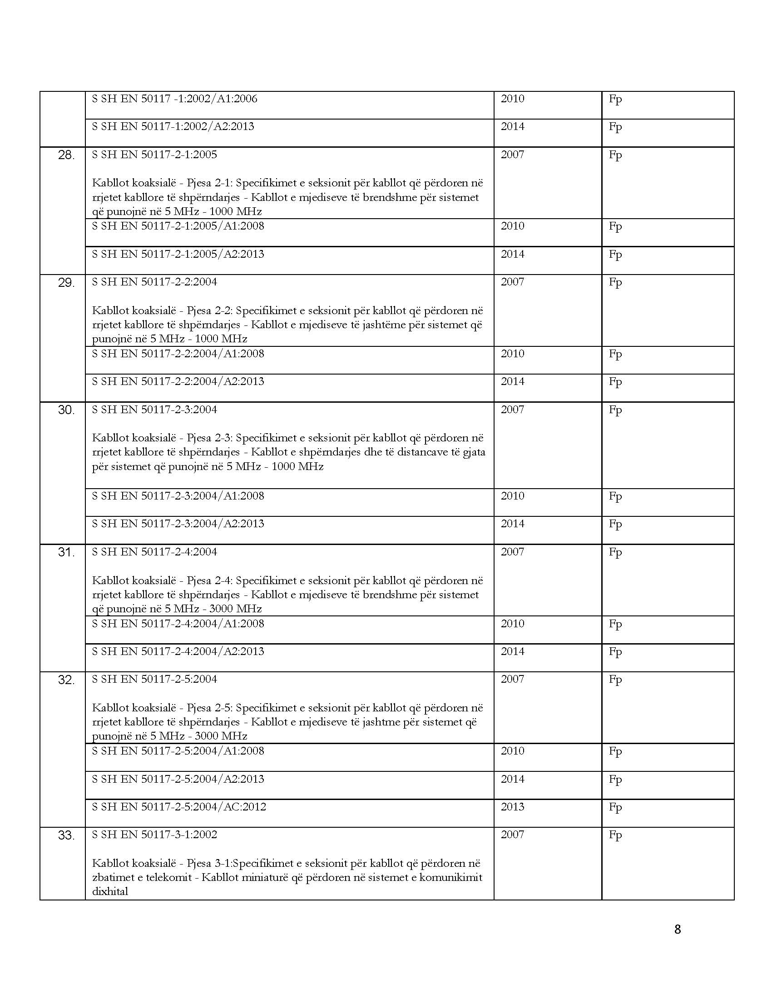 S SH EN 50117 -1:2002/A1:2006 2010 Fp
S SH EN 50117-1:2002/A2:2013 2014 Fp
28. S SH EN 50117-2-1:2005 2007 Fp
Kabllot koaksialë - Pjesa 2-1: Specifikimet e seksionit për kabllot që përdoren në
rrjetet kabllore të shpërndarjes - Kabllot e mjediseve të brendshme për sistemet
që punojnë në 5 MHz - 1000 MHz
S SH EN 50117-2-1:2005/A1:2008 2010 Fp
S SH EN 50117-2-1:2005/A2:2013 2014 Fp
29. S SH EN 50117-2-2:2004 2007 Fp
Kabllot koaksialë - Pjesa 2-2: Specifikimet e seksionit për kabllot që përdoren në
rrjetet kabllore të shpërndarjes - Kabllot e mjediseve të jashtëme për sistemet që
punojnë në 5 MHz - 1000 MHz
S SH EN 50117-2-2:2004/A1:2008 2010 Fp
S SH EN 50117-2-2:2004/A2:2013 2014 Fp
30. S SH EN 50117-2-3:2004 2007 Fp
Kabllot koaksialë - Pjesa 2-3: Specifikimet e seksionit për kabllot që përdoren në
rrjetet kabllore të shpërndarjes - Kabllot e shpërndarjes dhe të distancave të gjata
për sistemet që punojnë në 5 MHz - 1000 MHz
S SH EN 50117-2-3:2004/A1:2008 2010 Fp
S SH EN 50117-2-3:2004/A2:2013 2014 Fp
31. S SH EN 50117-2-4:2004 2007 Fp
Kabllot koaksialë - Pjesa 2-4: Specifikimet e seksionit për kabllot që përdoren në
rrjetet kabllore të shpërndarjes - Kabllot e mjediseve të brendshme për sistemet
që punojnë në 5 MHz - 3000 MHz
S SH EN 50117-2-4:2004/A1:2008 2010 Fp
S SH EN 50117-2-4:2004/A2:2013 2014 Fp
32. S SH EN 50117-2-5:2004 2007 Fp
Kabllot koaksialë - Pjesa 2-5: Specifikimet e seksionit për kabllot që përdoren në
rrjetet kabllore të shpërndarjes - Kabllot e mjediseve të jashtme për sistemet që
punojnë në 5 MHz - 3000 MHz
S SH EN 50117-2-5:2004/A1:2008 2010 Fp
S SH EN 50117-2-5:2004/A2:2013 2014 Fp
S SH EN 50117-2-5:2004/AC:2012 2013 Fp
33. S SH EN 50117-3-1:2002 2007 Fp
Kabllot koaksialë - Pjesa 3-1:Specifikimet e seksionit për kabllot që përdoren në
zbatimet e telekomit - Kabllot miniaturë që përdoren në sistemet e komunikimit
dixhital
8